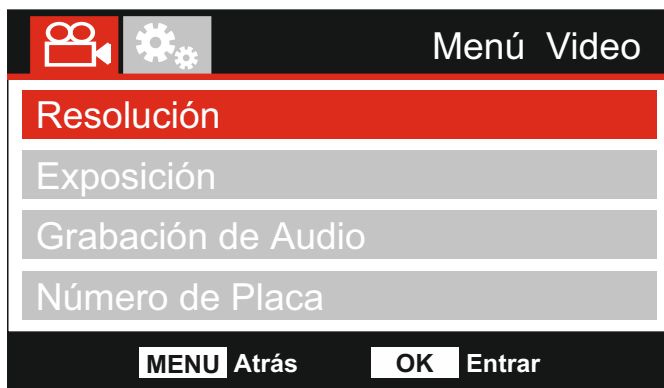 Menú Video
Resolución
Exposición
Grabación de Audio
Número de Placa
MENU Atrás OK Entrar